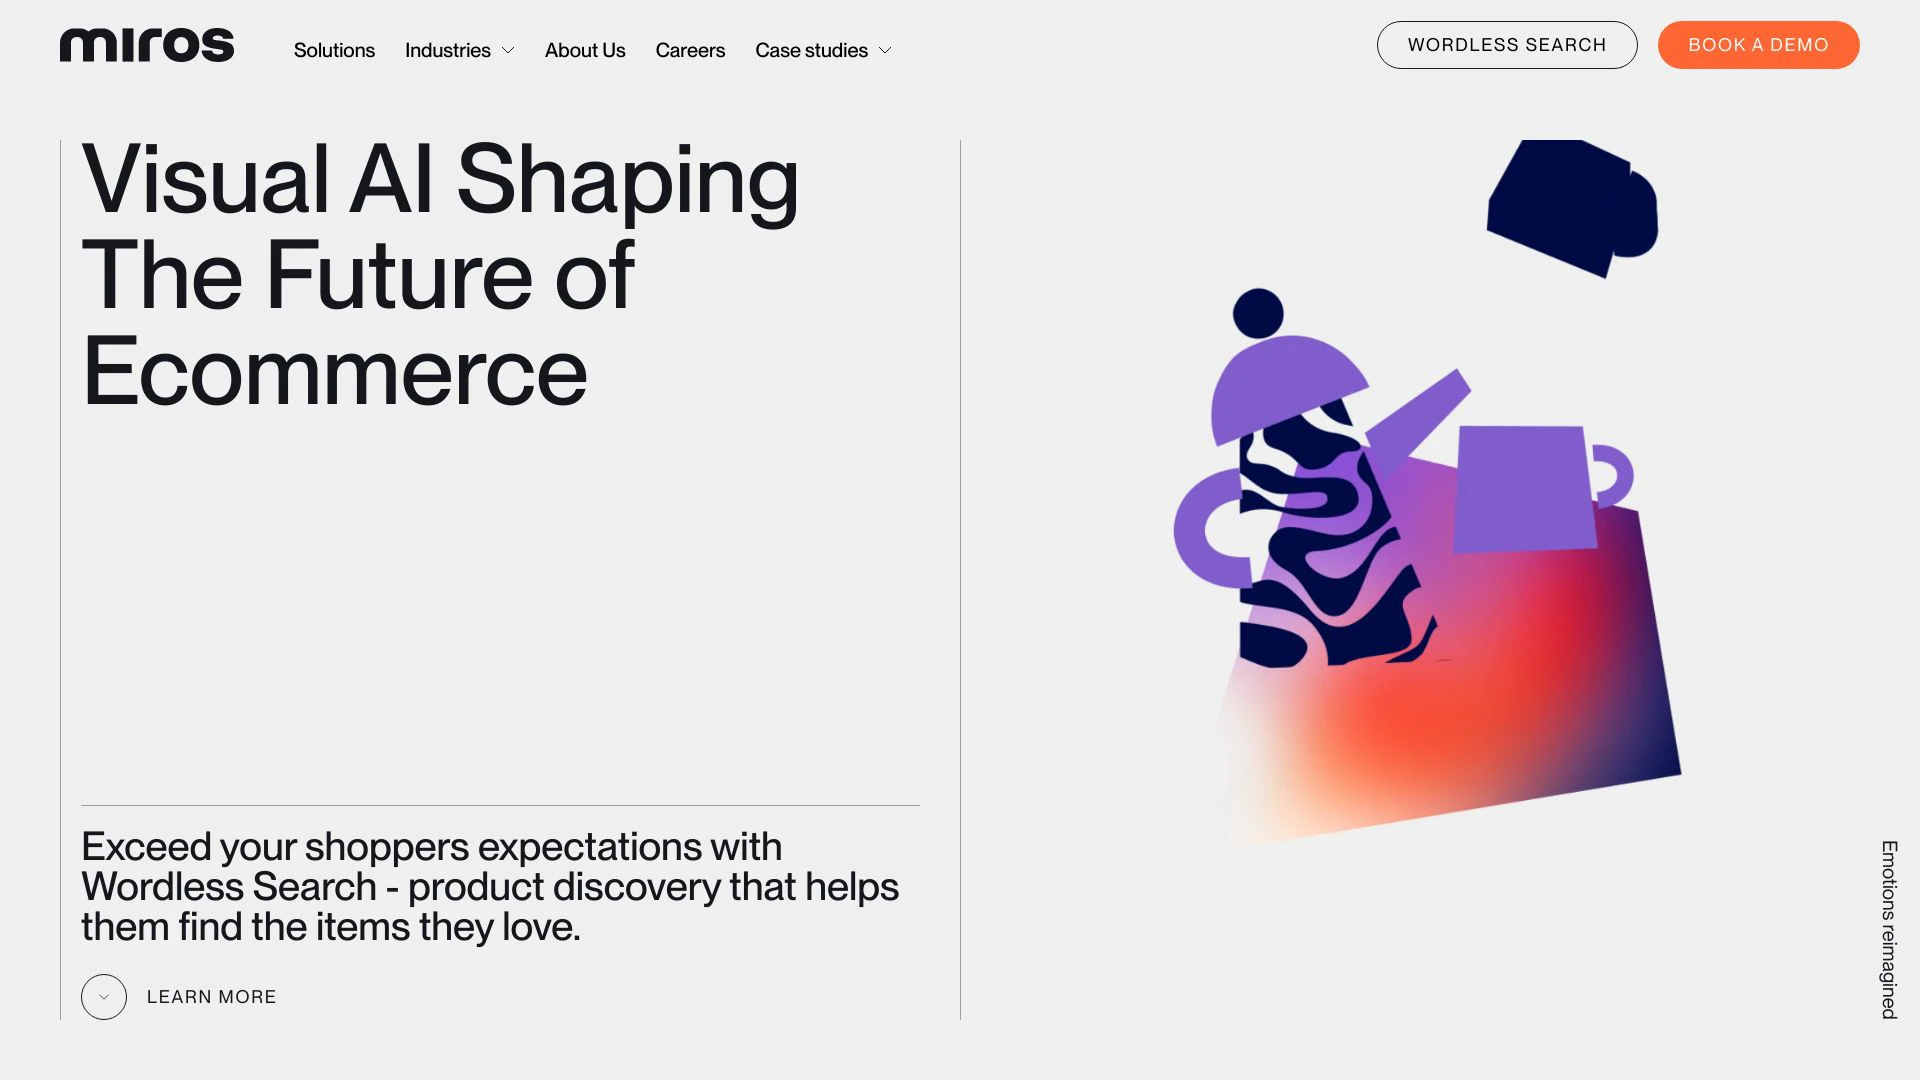 miros
Solutions
Industries
About Us
Careers
Case studies
WORDLESS SEARCH
BOOK A DEMO
Visual AI Shaping
The Future of
Ecommerce
Exceed your shoppers expectations with
Wordless Search - product discovery that helps
them find the items they love.
LEARN MORE
Emotions reimagined